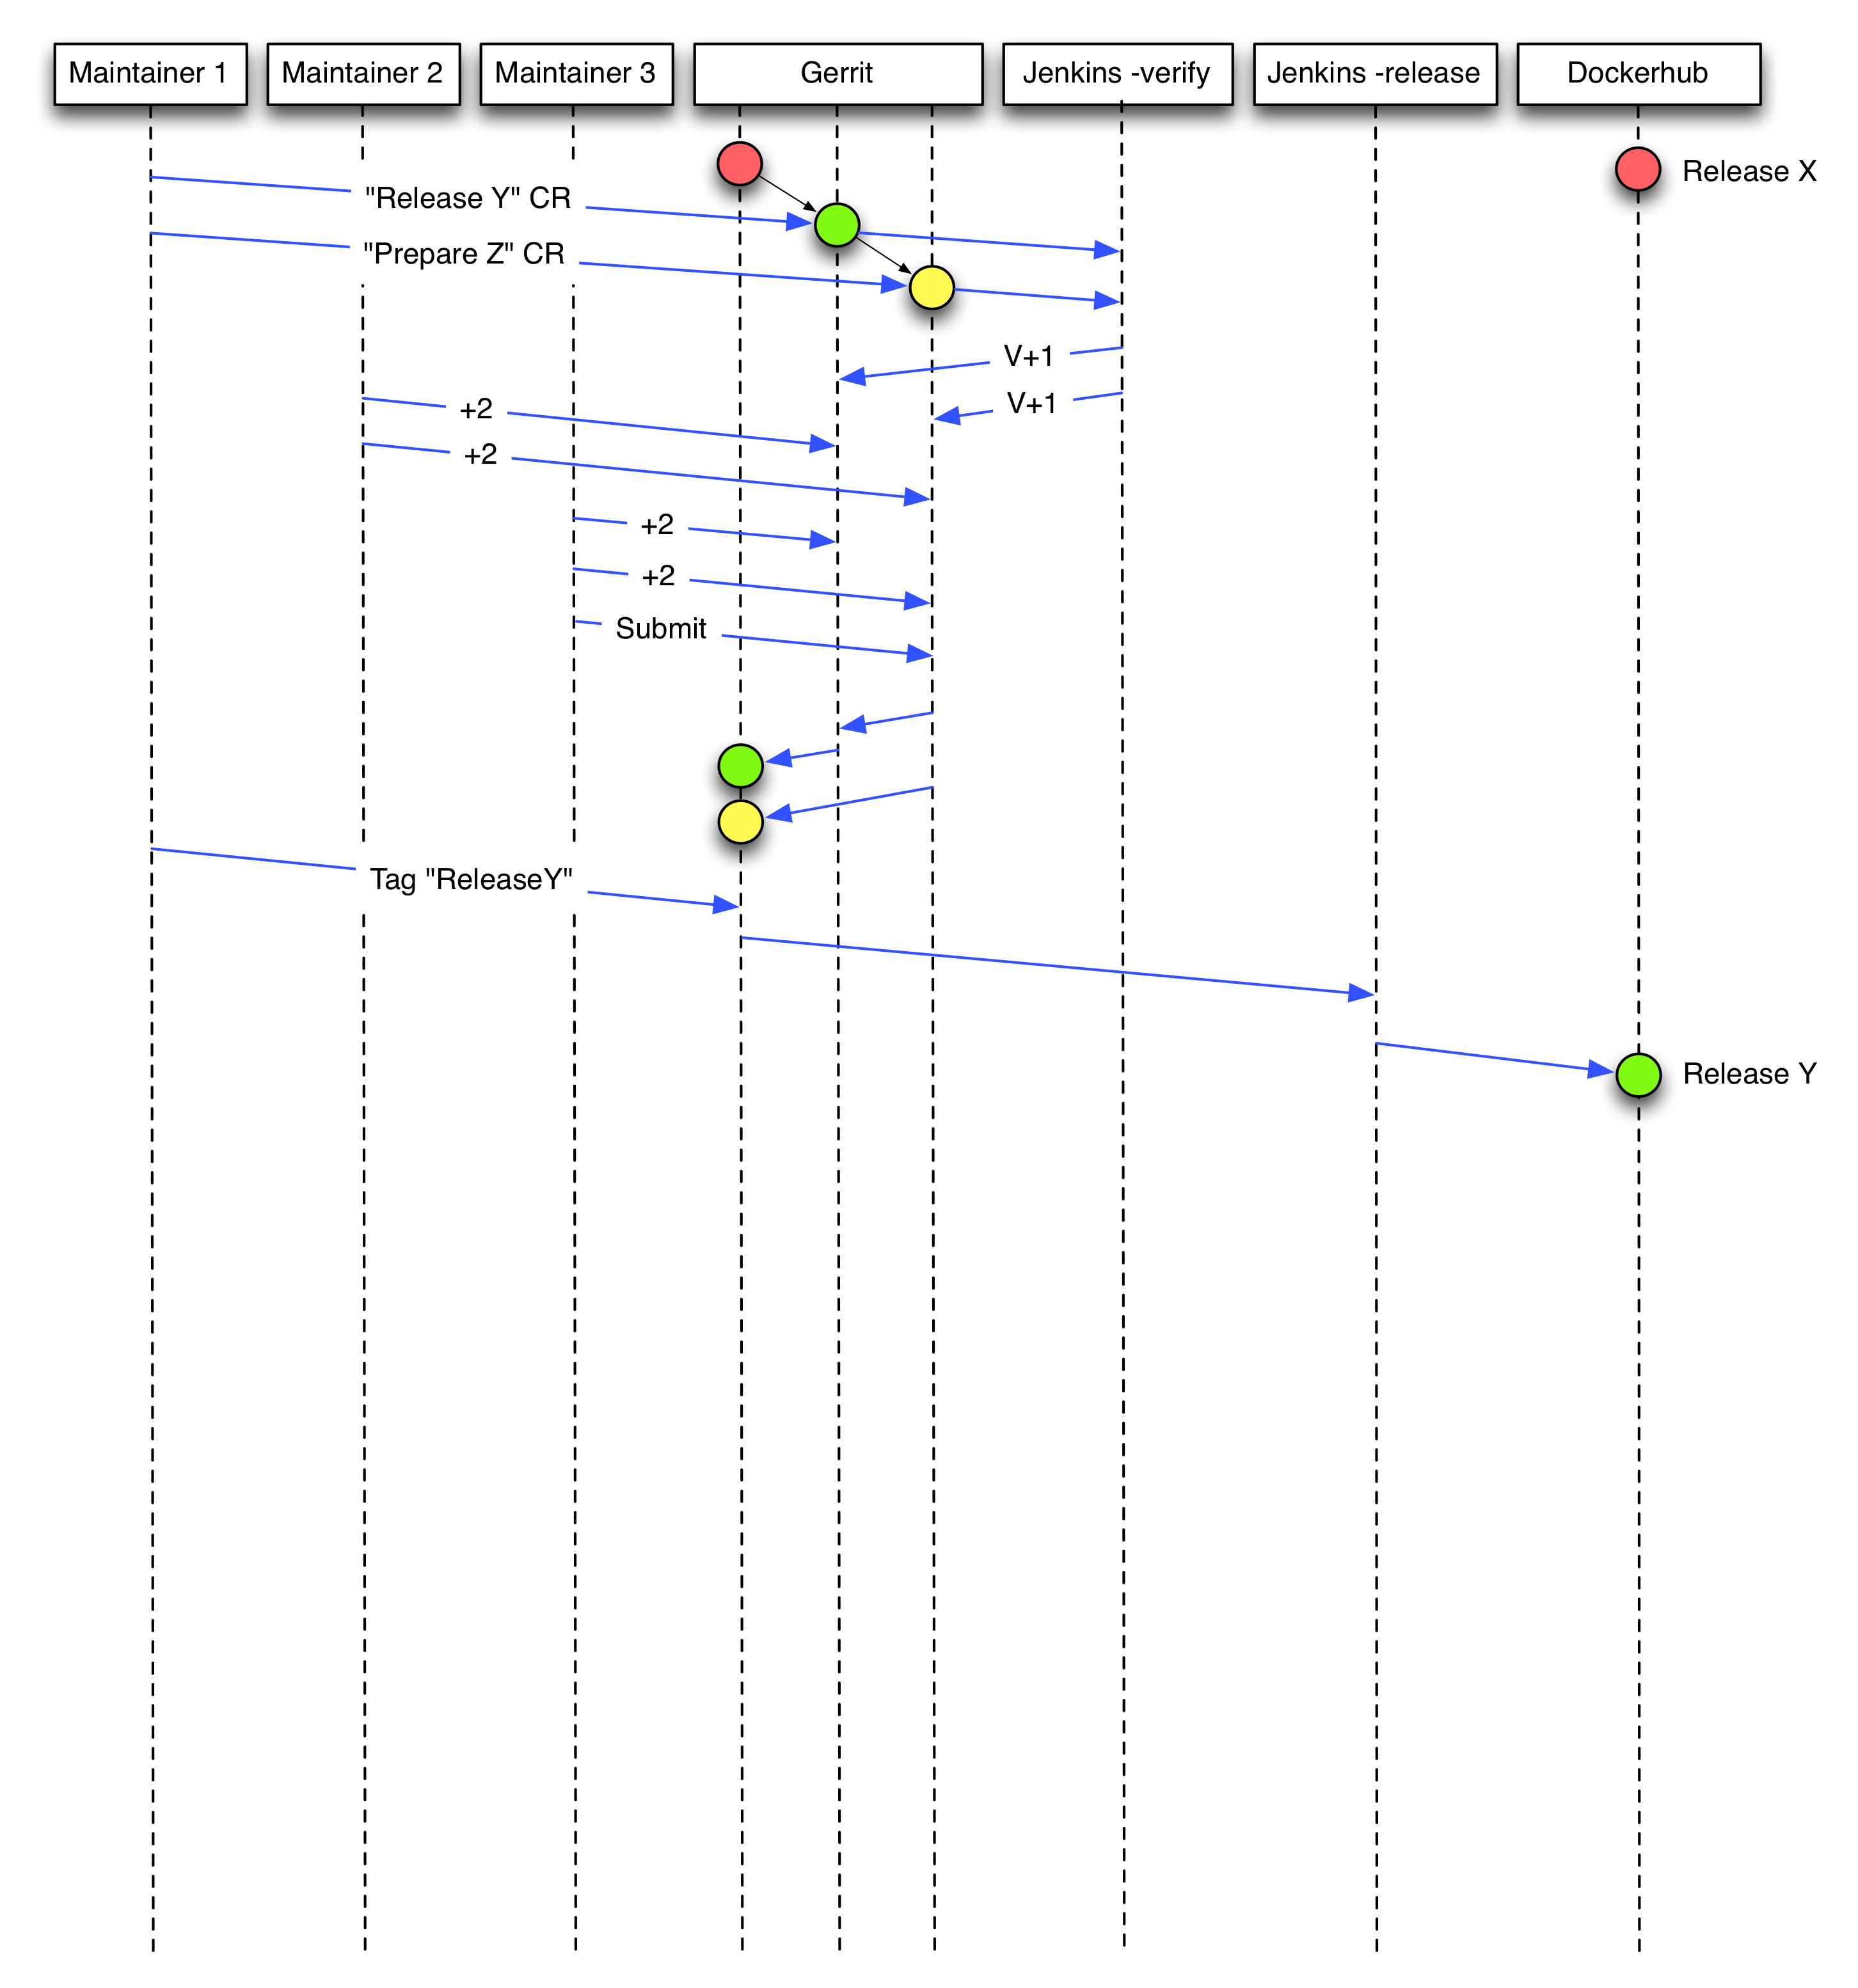 Maintainer 1
Maintainer 2
Maintainer 3
Gerrit
Jenkins -verify
Jenkins -release
Dockerhub
Release X
"Release Y" CR
"Prepare Z" CR
V+1
V+1
+2
+2
+2
+2
Submit
Tag "ReleaseY"
Release Y